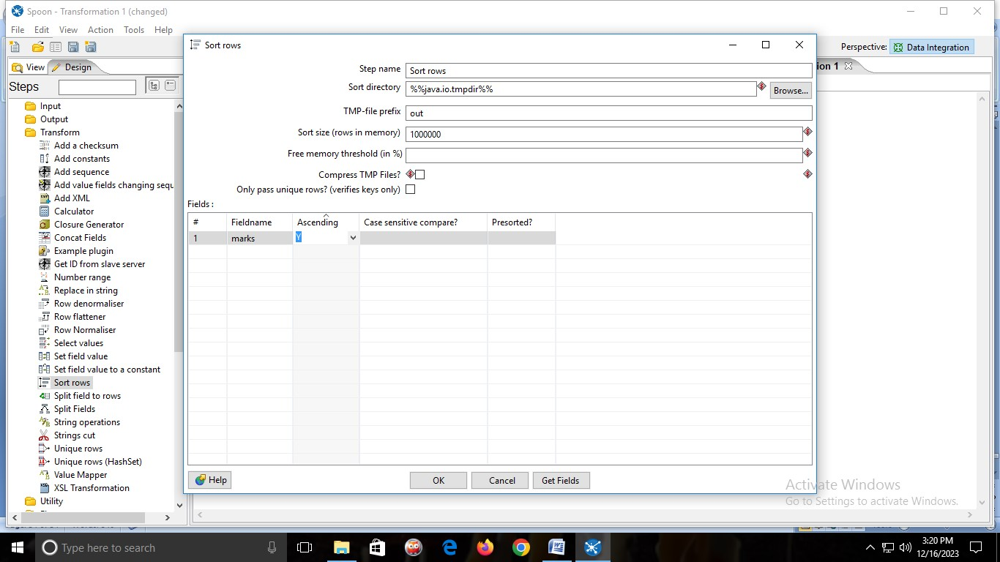 Spoon - Transformation 1 (changed)
File Edit View Action Tools Help
Perspective: Data Integration
View Design
ion 1
Steps
Input
Output
Transform
Add a checksum
Add constants
Add sequence
Add value fields changing sequ
Add XML
Calculator
Closure Generator
Concat Fields
Example plugin
Get ID from slave server
Number range
Replace in string
Row denormaliser
Row flattener
Row Normaliser
Select values
Set field value
Set field value to a constant
Sort rows
Split field to rows
Split Fields
String operations
Strings cut
Unique rows
Unique rows (HashSet)
Value Mapper
XSL Transformation
Utility
Sort rows
Step name Sort rows
Sort directory %%java.io.tmpdir%% Browse...
TMP-file prefix out
Sort size (rows in memory) 1000000
Free memory threshold (in %)
Compress TMP Files?
Only pass unique rows? (verifies keys only)
Fields :
# Fieldname Ascending Case sensitive compare? Presorted?
1 marks Y
Help OK Cancel Get Fields
Activate Windows
Go to Settings to activate Windows.
Type here to search
3:20 PM
12/16/2023